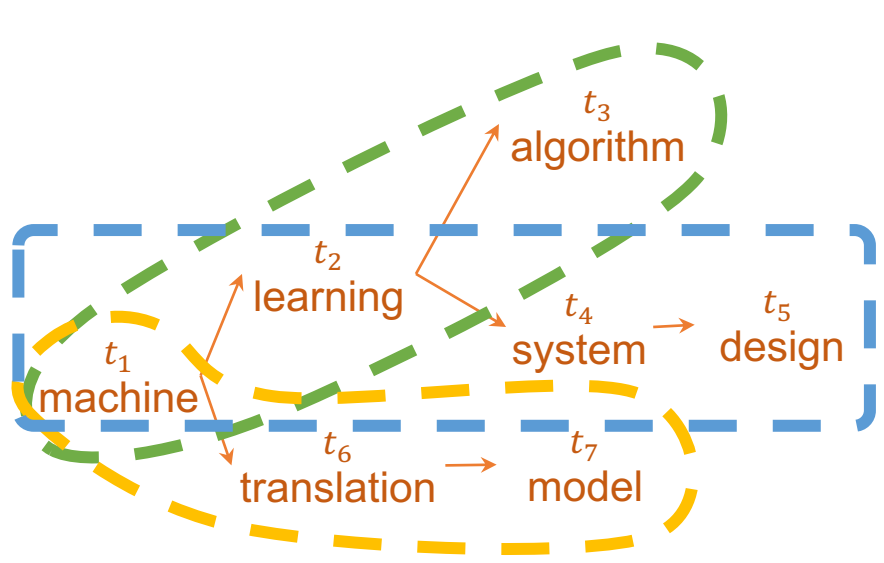 t₃
algorithm
t₂
learning
t₄
system
t₅
design
t₁
machine
t₆
translation
t₇
model